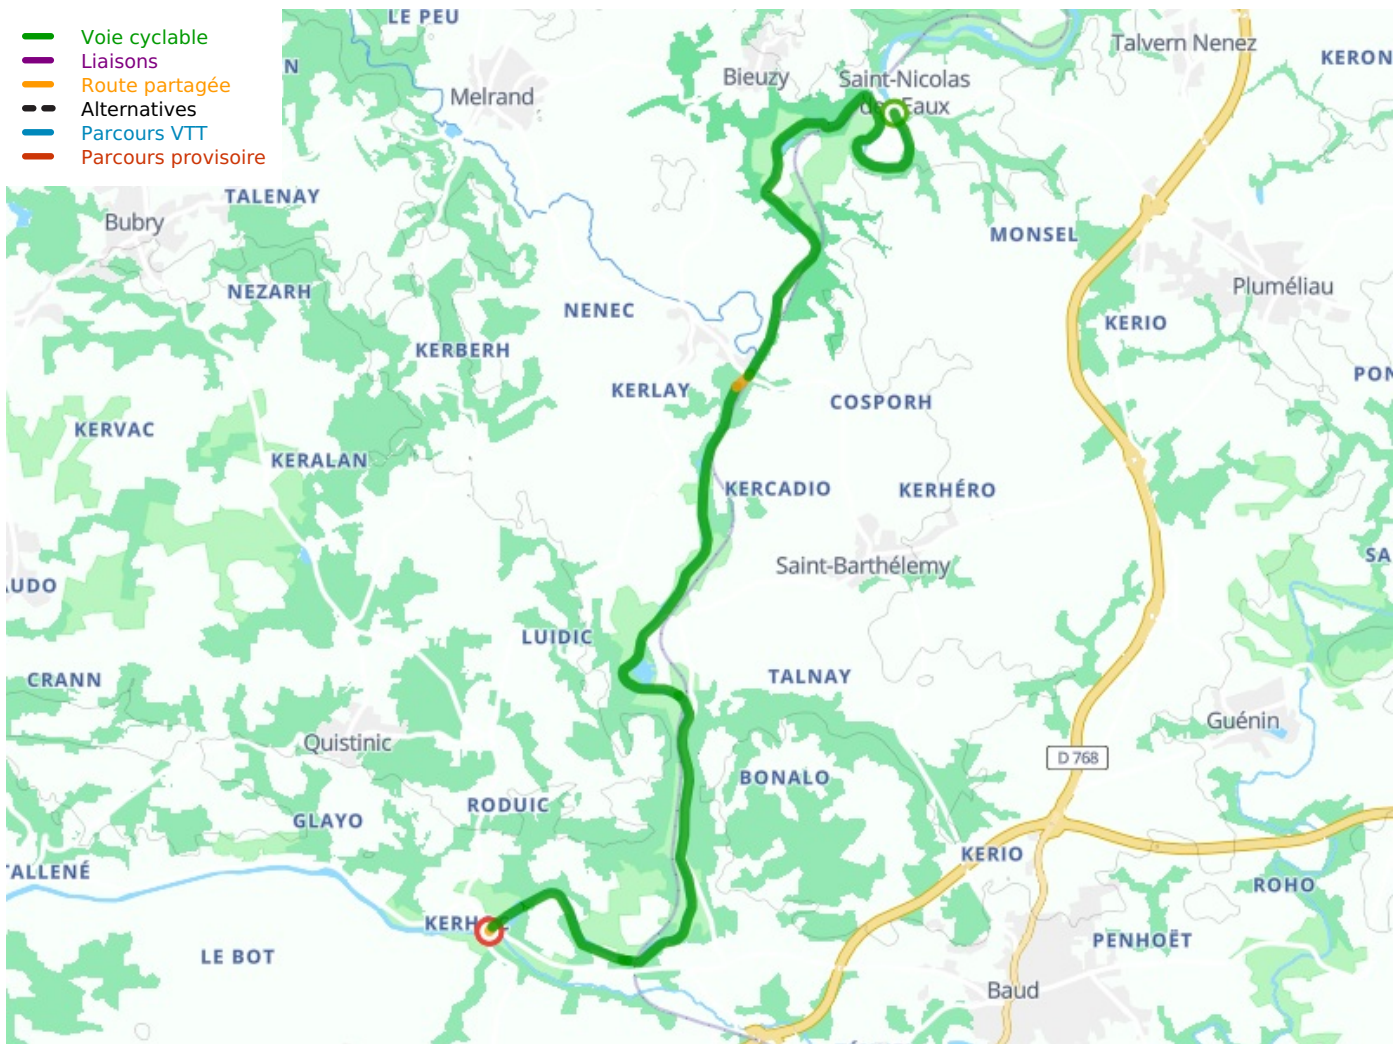 Voie cyclable
Liaisons
Route partagée
Alternatives
Parcours VTT
Parcours provisoire
LE PEU
Talvern Nenez
KERON
N
Bieuzy
Saint-Nicolas
Eaux
Melrand
TALENAY
Bubry
MONSEL
Pluméliau
NEZARH
NENEC
KERIO
KERBERH
KERLAY
PON
COSPORH
KERVAC
KERALAN
KERCADIO
KERHÉRO
SA
Saint-Barthélemy
AUDO
LUIDIC
CRANN
TALNAY
Guénin
Quistinic
D 768
BONALO
RODUIC
GLAYO
KERIO
TALLENÉ
ROHO
KERH
PENHOËT
LE BOT
Baud